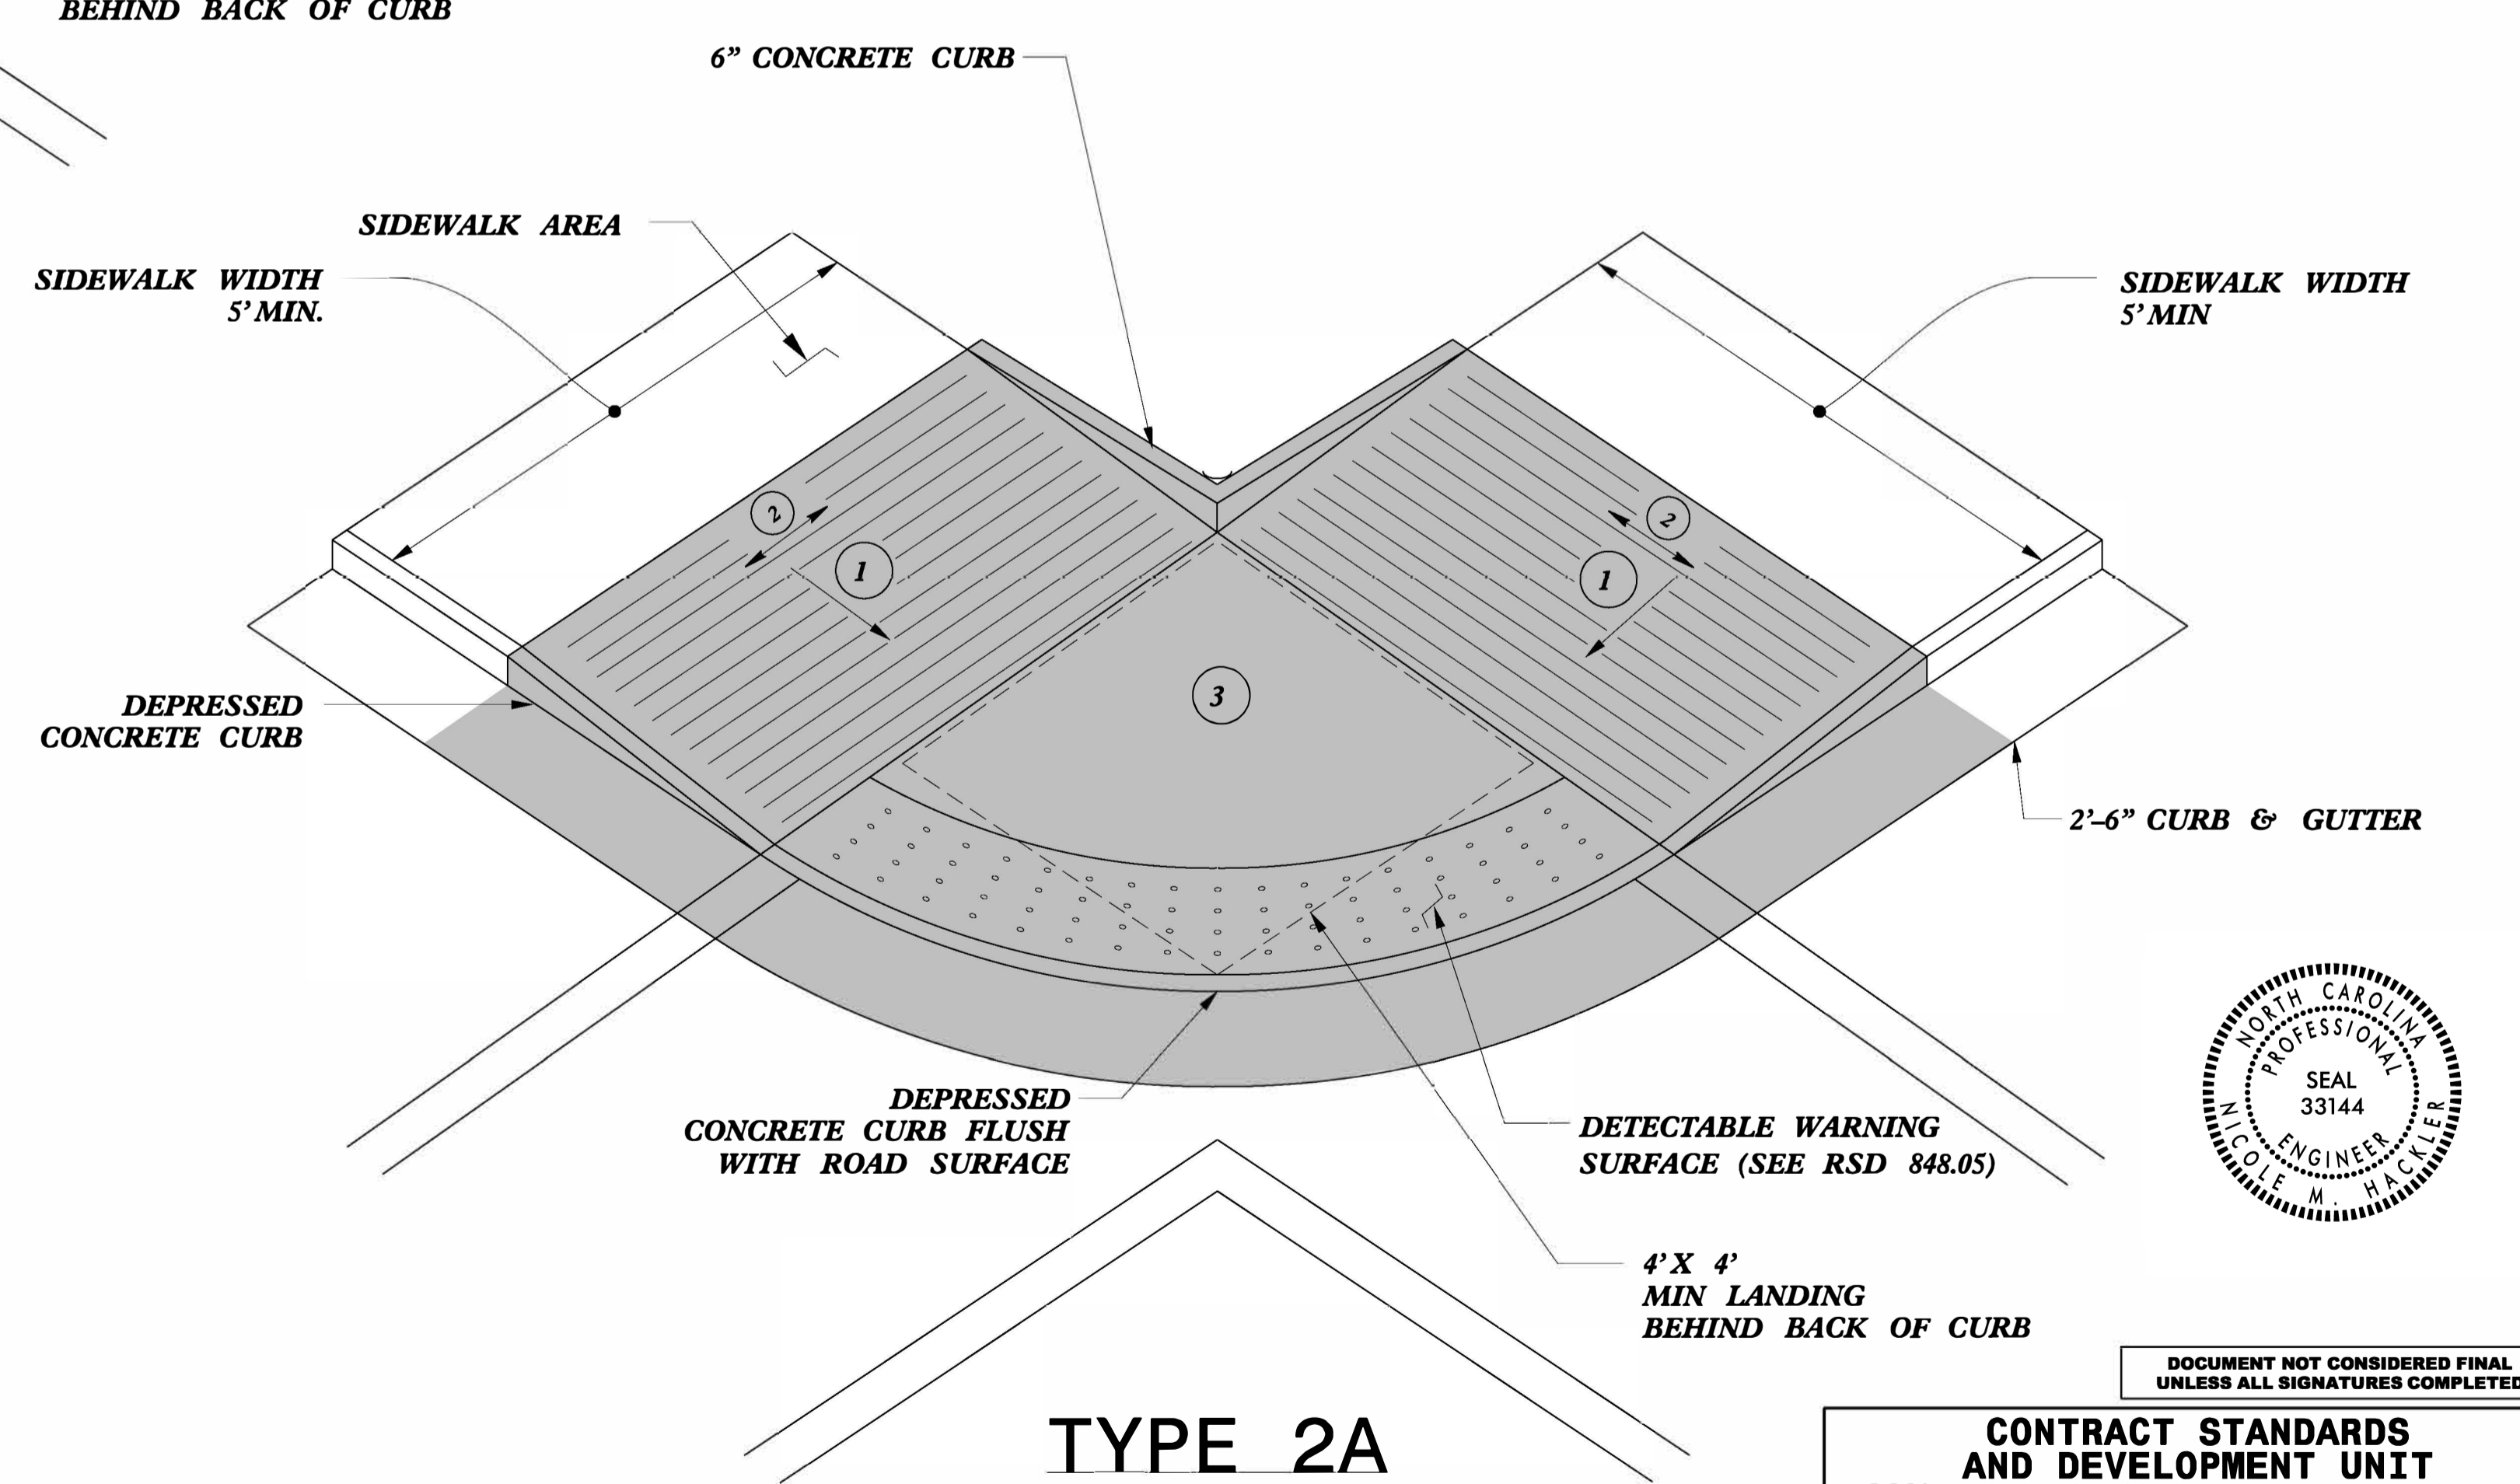 BEHIND BACK OF CURB
6” CONCRETE CURB
SIDEWALK AREA
SIDEWALK WIDTH
5’ MIN.
SIDEWALK WIDTH
5’ MIN
2
1
2
1
3
DEPRESSED
CONCRETE CURB
2’–6” CURB & GUTTER
DEPRESSED
CONCRETE CURB FLUSH
WITH ROAD SURFACE
DETECTABLE WARNING
SURFACE (SEE RSD 848.05)
4’ X 4’
MIN LANDING
BEHIND BACK OF CURB
NORTH CAROLINA
PROFESSIONAL
SEAL
33144
ENGINEER
NICOLE M. HACKLER
DOCUMENT NOT CONSIDERED FINAL
UNLESS ALL SIGNATURES COMPLETED
TYPE 2A
CONTRACT STANDARDS
AND DEVELOPMENT UNIT